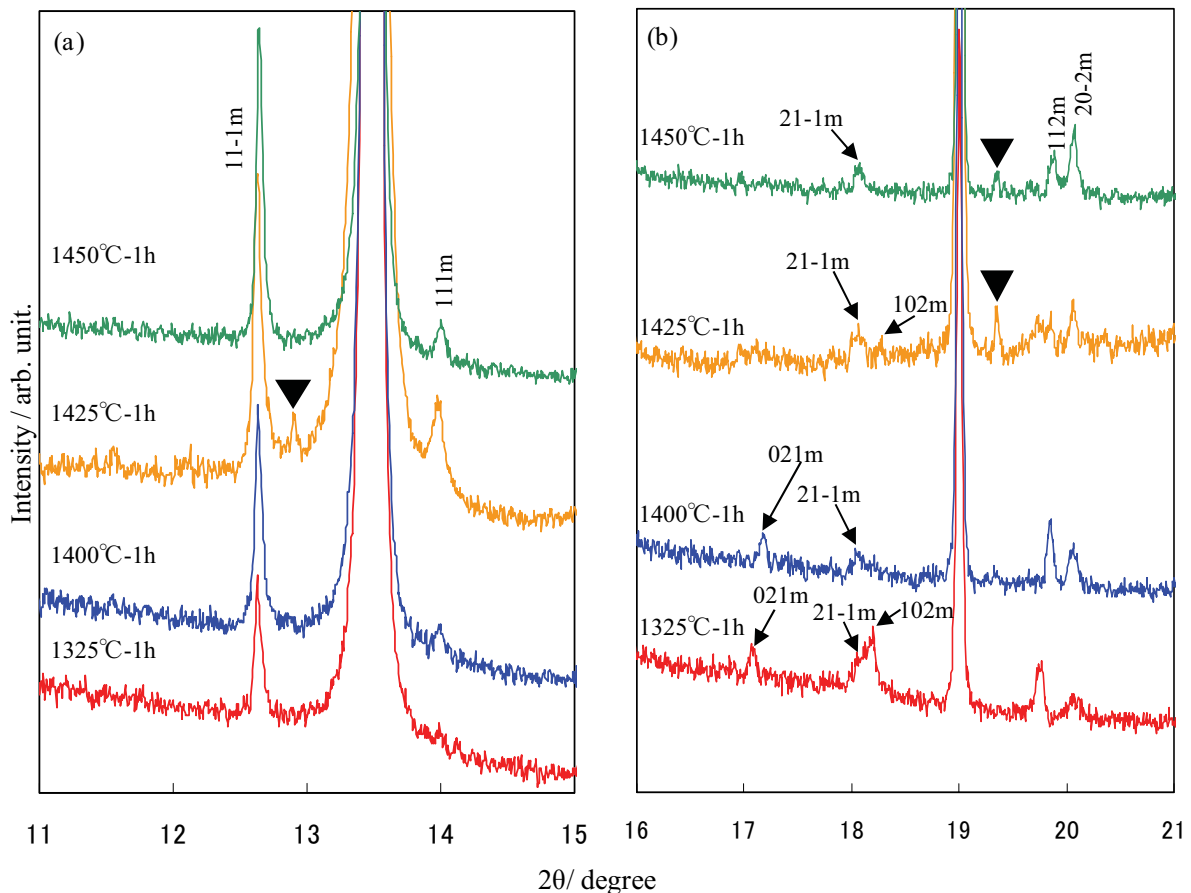 (a)
11-1m
1450℃-1h
111m
1425℃-1h
1400℃-1h
1325℃-1h
11 12 13 14 15
(b)
1450℃-1h
21-1m
112m
20-2m
1425℃-1h
21-1m
102m
1400℃-1h
021m
21-1m
1325℃-1h
021m
21-1m
102m
16 17 18 19 20 21
Intensity / arb. unit.
2θ/ degree